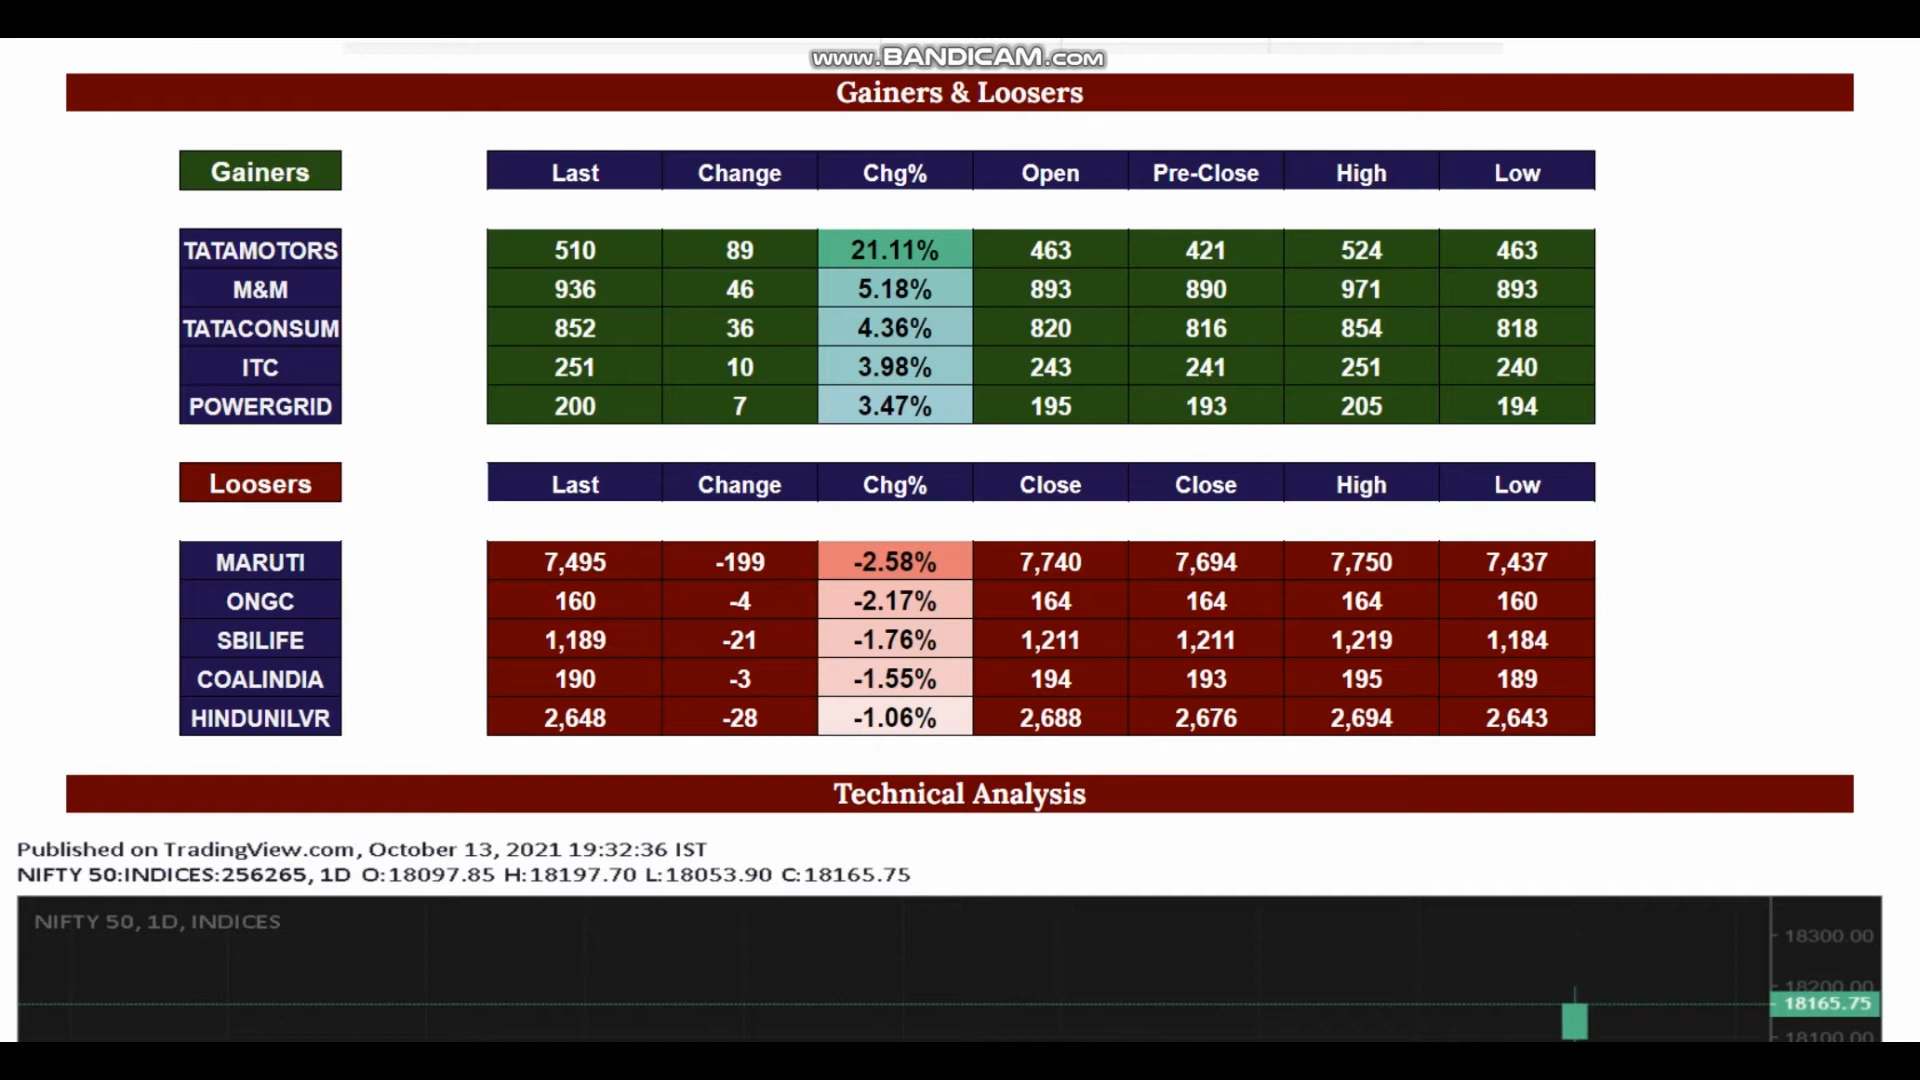 www.BANDICAM.com
Gainers & Loosers
Gainers Last Change Chg% Open Pre-Close High Low
TATAMOTORS 510 89 21.11% 463 421 524 463
M&M 936 46 5.18% 893 890 971 893
TATACONSUM 852 36 4.36% 820 816 854 818
ITC 251 10 3.98% 243 241 251 240
POWERGRID 200 7 3.47% 195 193 205 194
Loosers Last Change Chg% Close Close High Low
MARUTI 7,495 -199 -2.58% 7,740 7,694 7,750 7,437
ONGC 160 -4 -2.17% 164 164 164 160
SBILIFE 1,189 -21 -1.76% 1,211 1,211 1,219 1,184
COALINDIA 190 -3 -1.55% 194 193 195 189
HINDUNILVR 2,648 -28 -1.06% 2,688 2,676 2,694 2,643
Technical Analysis
Published on TradingView.com, October 13, 2021 19:32:36 IST
NIFTY 50:INDICES:256265, 1D O:18097.85 H:18197.70 L:18053.90 C:18165.75
NIFTY 50, 1D, INDICES
18300.00
18200.00
18165.75
18100.00